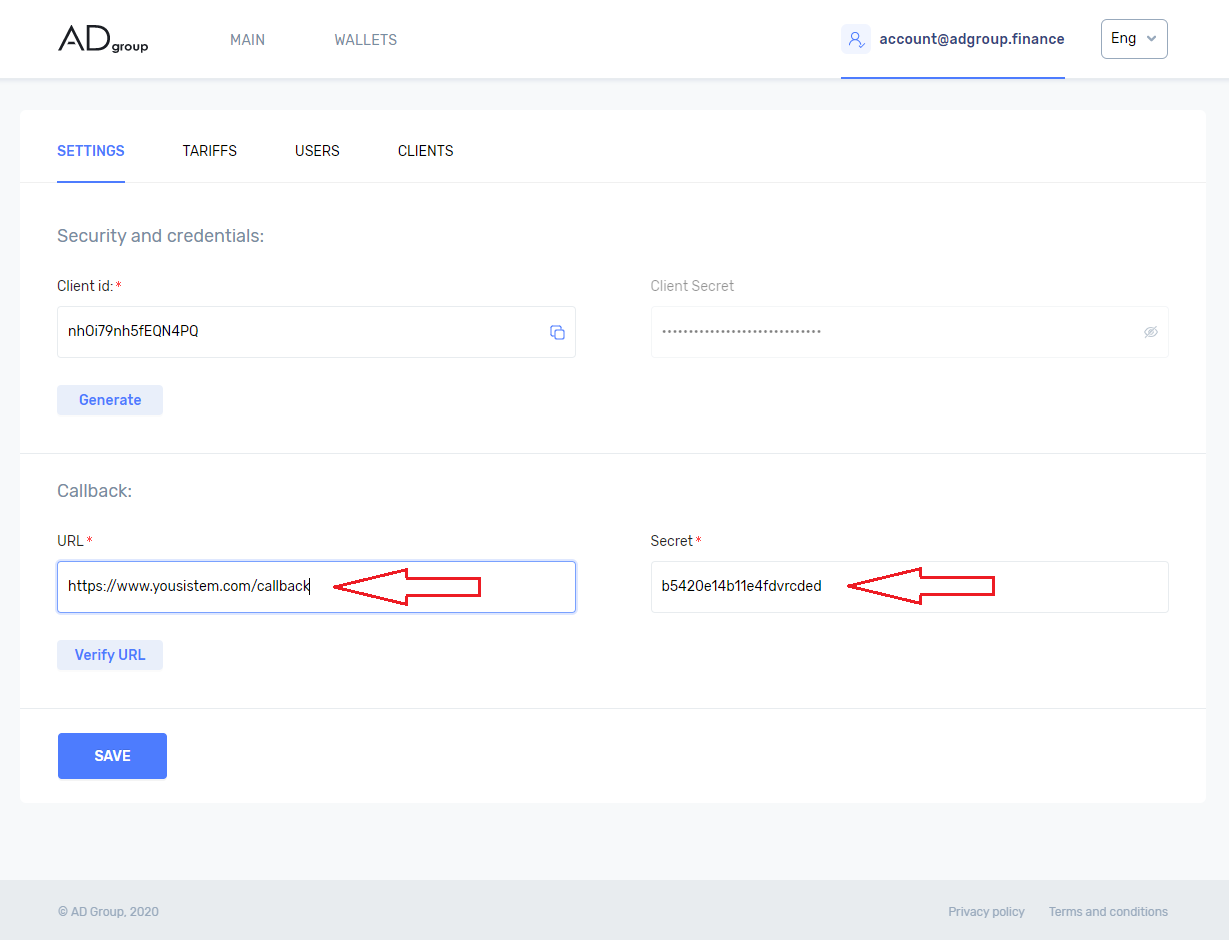 AD group MAIN WALLETS account@adgroup.finance Eng
SETTINGS TARIFFS USERS CLIENTS
Security and credentials:
Client id:* Client Secret
nh0i79nh5fEQN4PQ ••••••••••••••••••••••••••••••
Generate
Callback:
URL* Secret*
https://www.yousistem.com/callback b5420e14b11e4fdvrcded
Verify URL
SAVE
© AD Group, 2020 Privacy policy Terms and conditions